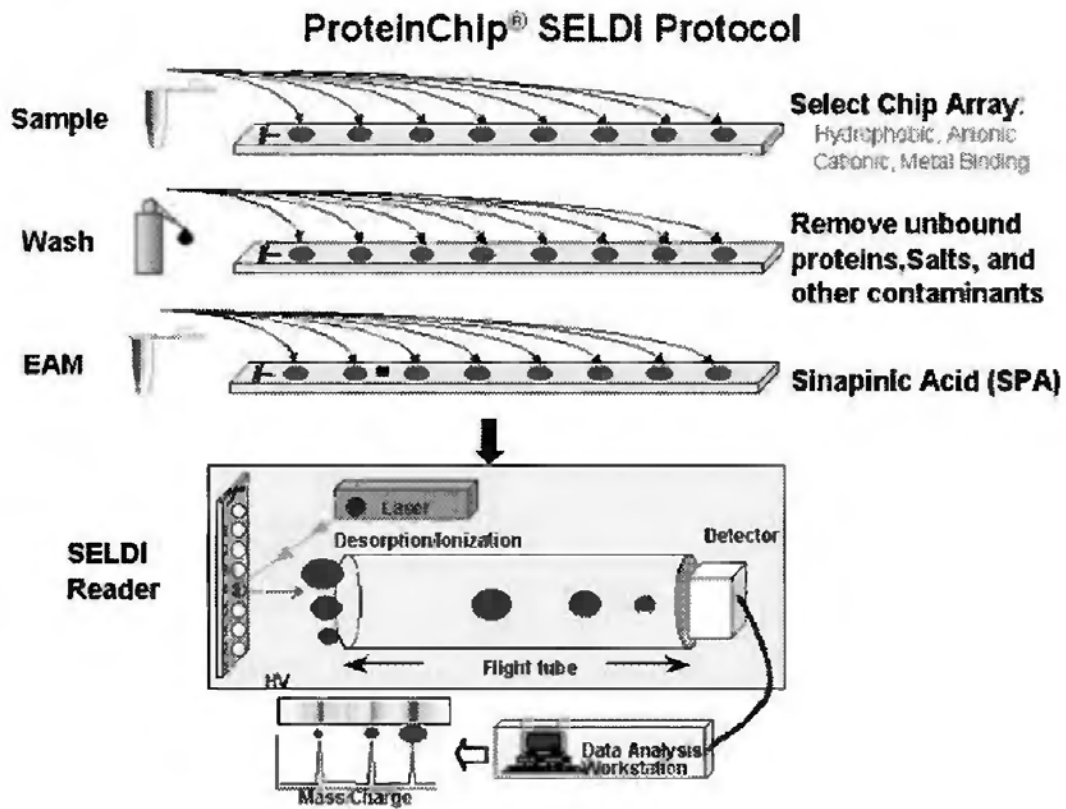 ProteinChip® SELDI Protocol
Sample
Select Chip Array:
Hydrophobic, Anionic
Cationic, Metal Binding
Wash
Remove unbound
proteins,Salts, and
other contaminants
EAM
Sinapinic Acid (SPA)
SELDI
Reader
Laser
Desorption/Ionization
Detector
Flight tube
HV
Data Analysis
Workstation
Mass/Charge